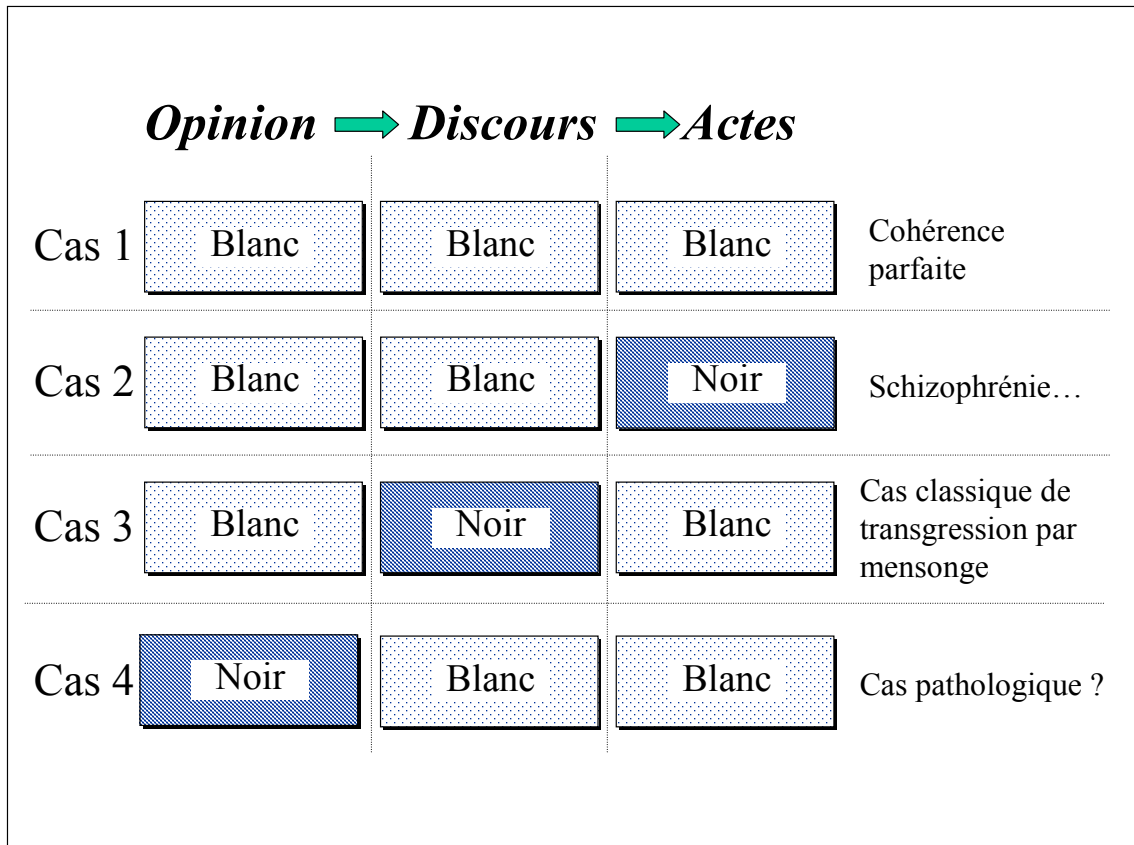 Opinion Discours Actes
Cas 1 Blanc Blanc Blanc Cohérence
parfaite
Cas 2 Blanc Blanc Noir Schizophrénie…
Cas 3 Blanc Noir Blanc Cas classique de
transgression par
mensonge
Cas 4 Noir Blanc Blanc Cas pathologique ?